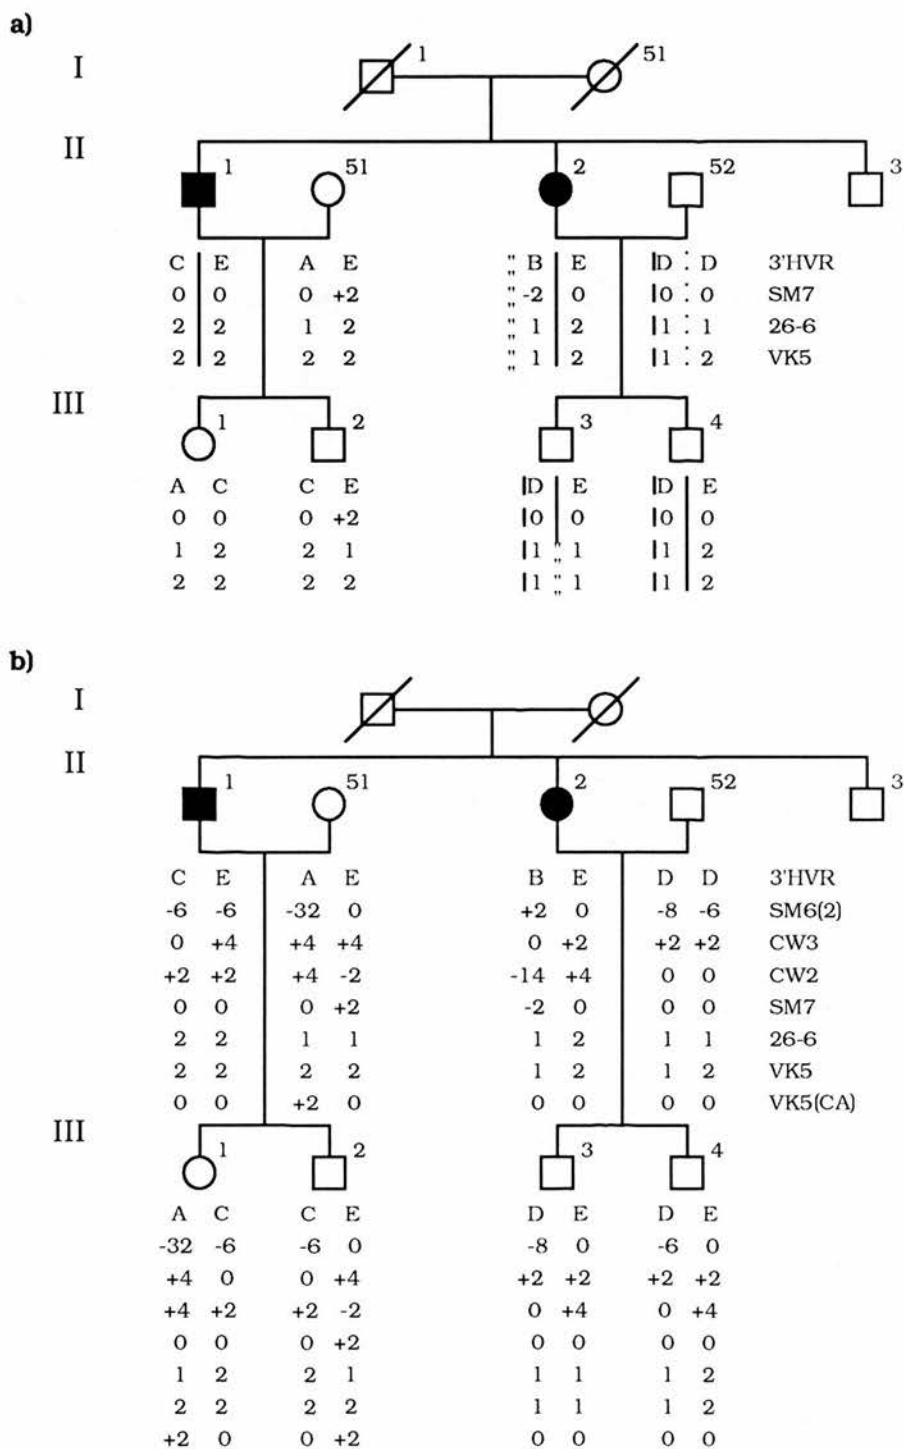 a)
I
1 51
II
1 51 2 52 3
C E A E B E D D 3'HVR
0 0 0 +2 -2 0 0 0 SM7
2 2 1 2 1 2 1 1 26-6
2 2 2 2 1 2 1 2 VK5
III
1 2 3 4
A C C E D E D E
0 0 0 +2 0 0 0 0
1 2 2 1 1 1 1 2
2 2 2 2 1 1 1 2
b)
I
II
1 51 2 52 3
C E A E B E D D 3'HVR
-6 -6 -32 0 +2 0 -8 -6 SM6(2)
0 +4 +4 +4 0 +2 +2 +2 CW3
+2 +2 +4 -2 -14 +4 0 0 CW2
0 0 0 +2 -2 0 0 0 SM7
2 2 1 1 1 2 1 1 26-6
2 2 2 2 1 2 1 2 VK5
0 0 +2 0 0 0 0 0 VK5(CA)
III
1 2 3 4
A C C E D E D E
-32 -6 -6 0 -8 0 -6 0
+4 0 0 +4 +2 +2 +2 +2
+4 +2 +2 -2 0 +4 0 +4
0 0 0 +2 0 0 0 0
1 2 2 1 1 1 1 2
2 2 2 2 1 1 1 2
+2 0 0 +2 0 0 0 0